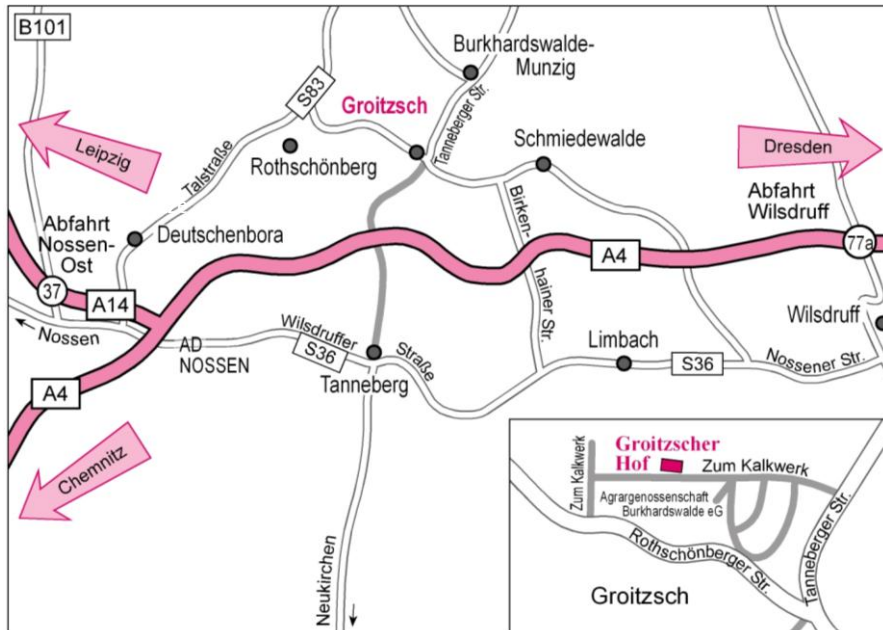 B101
Burkhardswalde-
Munzig
S83
Groitzsch
Tanneberger Str.
Schmiedewalde
Leipzig
Talstraße
Rothschönberg
Dresden
Abfahrt
Wilsdruff
Birken-
hainer Str.
Abfahrt
Nossen-
Ost
Deutschenbora
77a
A4
37
A14
Nossen
AD
NOSSEN
Wilsdruffer
Straße
S36
Tanneberg
Limbach
S36
Nossener Str.
Wilsdruff
A4
Chemnitz
Neukirchen
Groitzscher
Hof
Zum Kalkwerk
Zum Kalkwerk
Agrargenossenschaft
Burkhardswalde eG
Rothschönberger Str.
Tanneberger Str.
Groitzsch